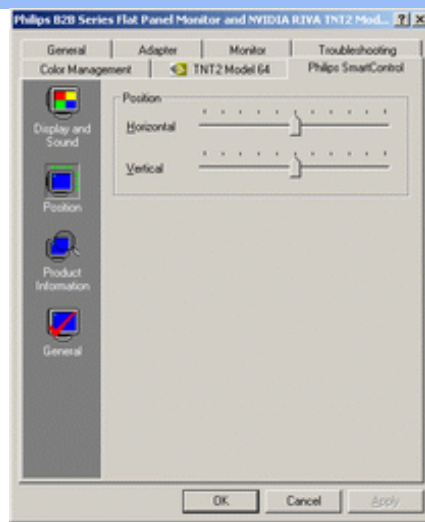 Philips B2B Series Flat Panel Monitor and NVIDIA RIVA TNT2 Mod...
General Adapter Monitor Troubleshooting
Color Management TNT2 Model 64 Philips SmartControl
Display and
Sound
Position
Product
Information
General
Position
Horizontal
Vertical
OK Cancel Apply